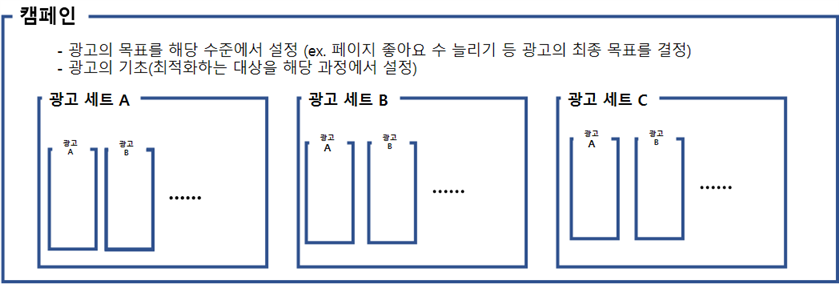 캠페인
- 광고의 목표를 해당 수준에서 설정 (ex. 페이지 좋아요 수 늘리기 등 광고의 최종 목표를 결정)
- 광고의 기초(최적화하는 대상을 해당 과정에서 설정)
광고 세트 A
광고 세트 B
광고 세트 C
광고
A
광고
B
......
광고
A
광고
B
......
광고
A
광고
B
......